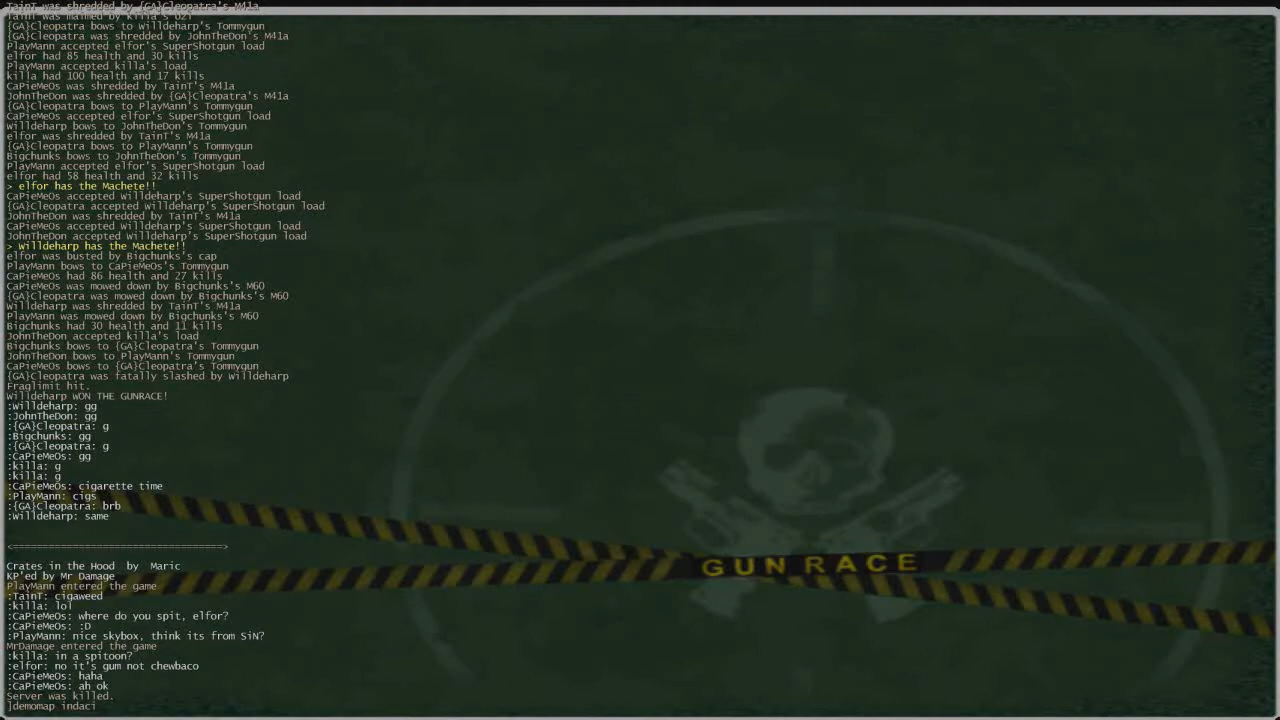 TainT was shredded by {GA}Cleopatra's M41a
TainT was maimed by killa's Uzi
{GA}Cleopatra bows to Willdeharp's Tommygun
{GA}Cleopatra was shredded by JohnTheDon's M41a
PlayMann accepted elfor's SuperShotgun load
elfor had 85 health and 30 kills
PlayMann accepted killa's load
killa had 100 health and 17 kills
CaPieMeOs was shredded by TainT's M41a
JohnTheDon was shredded by {GA}Cleopatra's M41a
{GA}Cleopatra bows to PlayMann's Tommygun
CaPieMeOs accepted elfor's SuperShotgun load
Willdeharp bows to JohnTheDon's Tommygun
elfor was shredded by TainT's M41a
{GA}Cleopatra bows to PlayMann's Tommygun
Bigchunks bows to JohnTheDon's Tommygun
PlayMann accepted elfor's SuperShotgun load
elfor had 58 health and 32 kills
> elfor has the Machete!!
CaPieMeOs accepted Willdeharp's SuperShotgun load
{GA}Cleopatra accepted Willdeharp's SuperShotgun load
JohnTheDon was shredded by TainT's M41a
CaPieMeOs accepted Willdeharp's SuperShotgun load
JohnTheDon accepted Willdeharp's SuperShotgun load
> Willdeharp has the Machete!!
elfor was busted by Bigchunks's cap
PlayMann bows to CaPieMeOs's Tommygun
CaPieMeOs had 86 health and 27 kills
CaPieMeOs was mowed down by Bigchunks's M60
{GA}Cleopatra was mowed down by Bigchunks's M60
Willdeharp was shredded by TainT's M41a
PlayMann was mowed down by Bigchunks's M60
Bigchunks had 30 health and 11 kills
JohnTheDon accepted killa's load
Bigchunks bows to {GA}Cleopatra's Tommygun
JohnTheDon bows to PlayMann's Tommygun
CaPieMeOs bows to {GA}Cleopatra's Tommygun
{GA}Cleopatra was fatally slashed by Willdeharp
Fraglimit hit.
Willdeharp WON THE GUNRACE!
:Willdeharp: gg
:JohnTheDon: gg
:{GA}Cleopatra: g
:Bigchunks: gg
:{GA}Cleopatra: g
:CaPieMeOs: gg
:killa: g
:killa: g
:CaPieMeOs: cigarette time
:PlayMann: cigs
:{GA}Cleopatra: brb
:Willdeharp: same
<====================================>
Crates in the Hood  by  Maric
KP'ed by Mr Damage
PlayMann entered the game
:TainT: cigaweed
:killa: lol
:CaPieMeOs: where do you spit, elfor?
:CaPieMeOs: :D
:PlayMann: nice skybox, think its from SiN?
MrDamage entered the game
:killa: in a spitoon?
:elfor: no it's gum not chewbaco
:CaPieMeOs: haha
:CaPieMeOs: ah ok
Server was killed.
]demomap indaci
GUN RACE